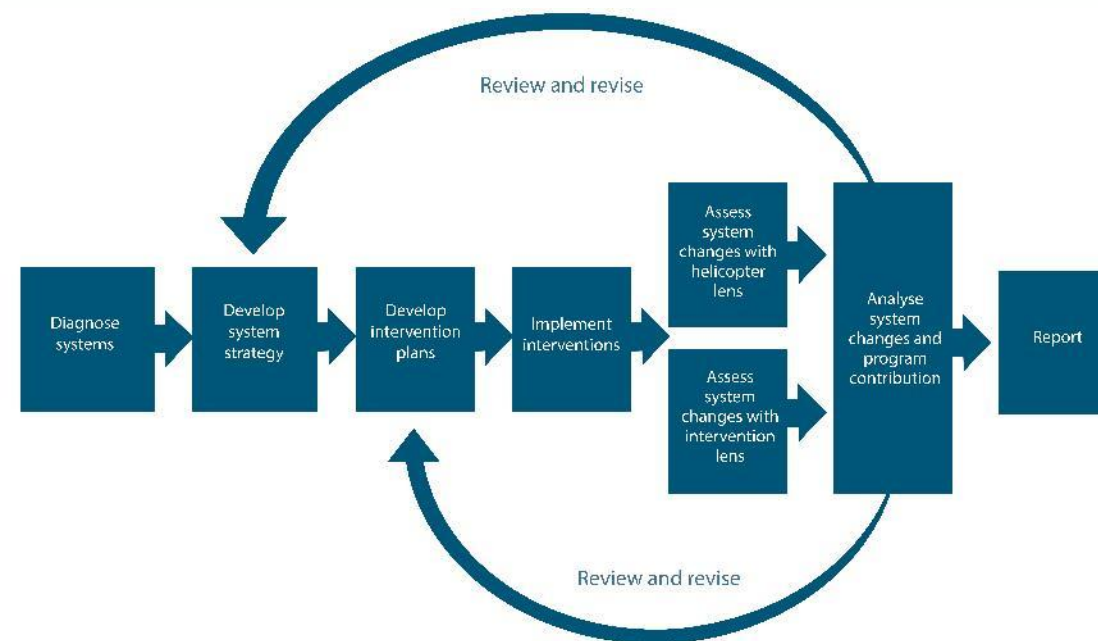 Review and revise
Diagnose
systems
Develop
system
strategy
Develop
intervention
plans
Implement
interventions
Assess
system
changes with
helicopter
lens
Assess
system
changes with
intervention
lens
Analyse
system
changes and
program
contribution
Report
Review and revise